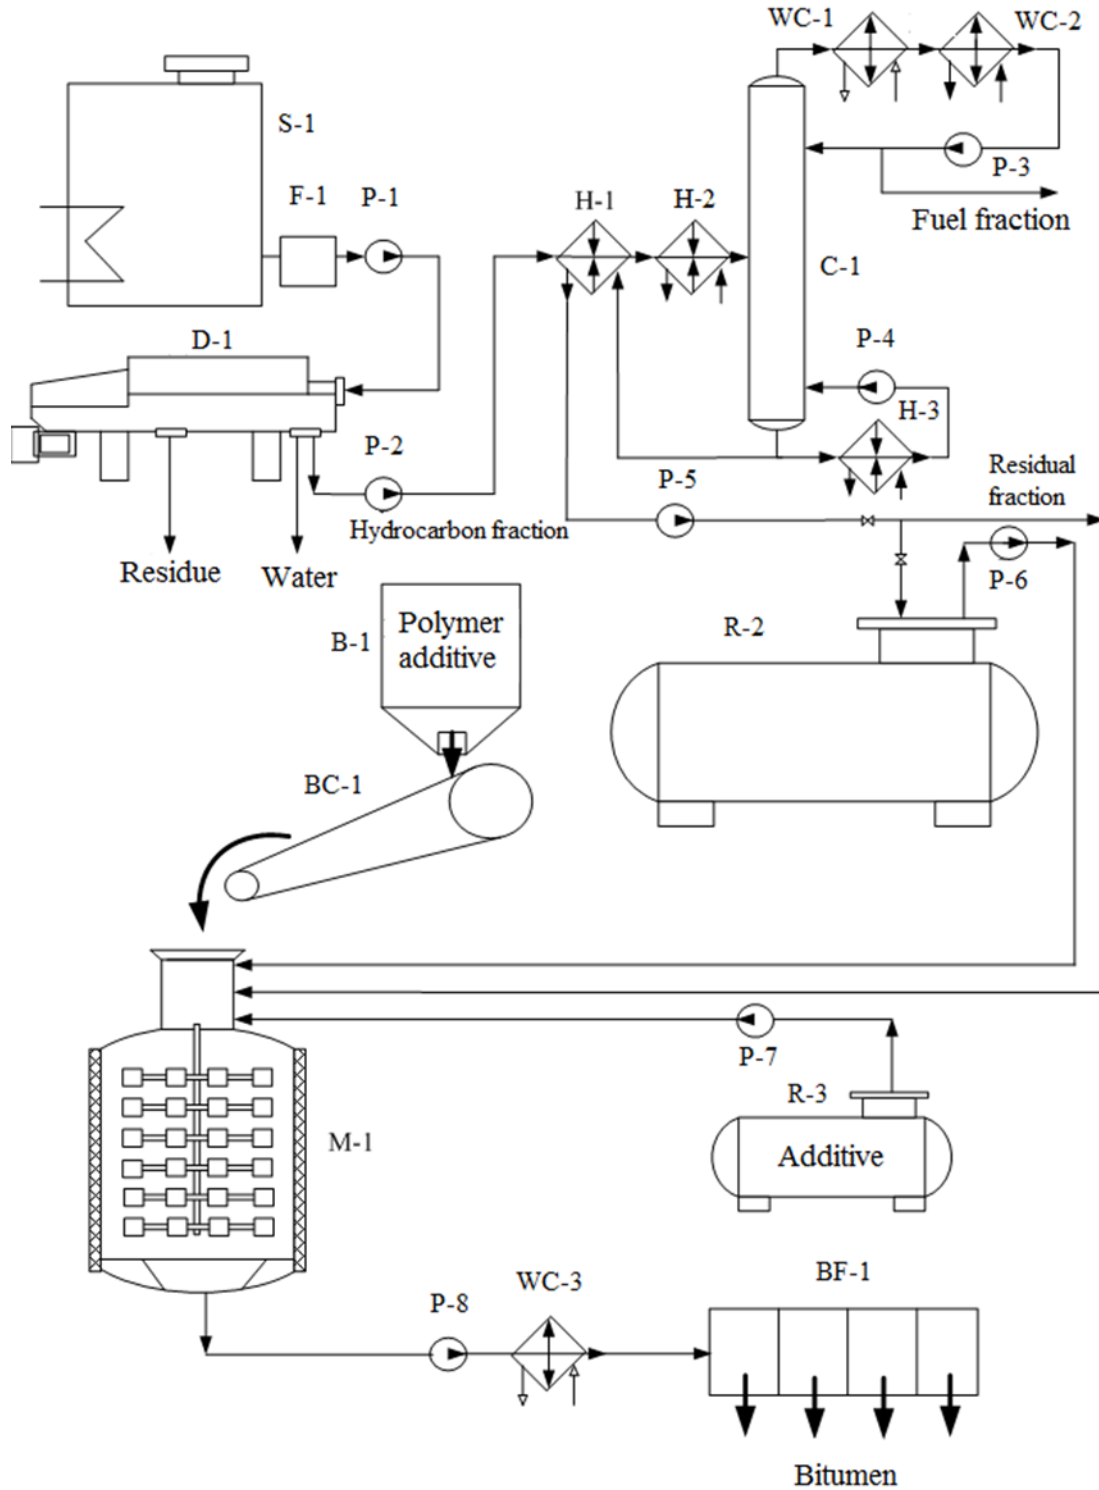 WC-1
WC-2
S-1
P-3
F-1
P-1
H-1
H-2
Fuel fraction
C-1
D-1
P-4
H-3
P-2
P-5
Residual
fraction
Hydrocarbon fraction
Residue
Water
P-6
B-1
Polymer
additive
R-2
BC-1
P-7
R-3
M-1
Additive
WC-3
BF-1
P-8
Bitumen